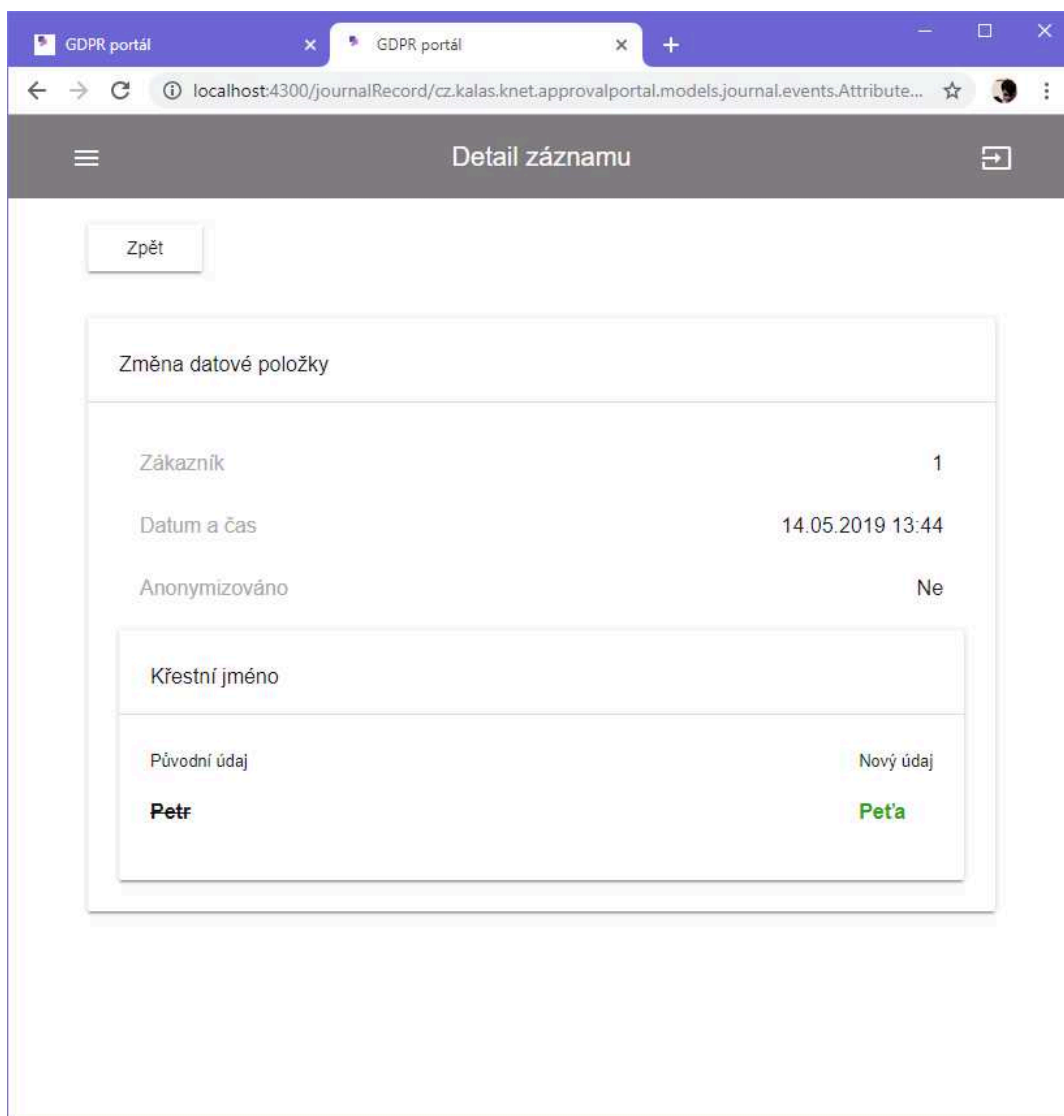 GDPR portál
GDPR portál
localhost:4300/journalRecord/cz.kalas.knet.approvalportal.models.journal.events.Attribute...
Detail záznamu
Zpět
Změna datové položky
Zákazník 1
Datum a čas 14.05.2019 13:44
Anonymizováno Ne
Křestní jméno
Původní údaj Nový údaj
Petr Peťa